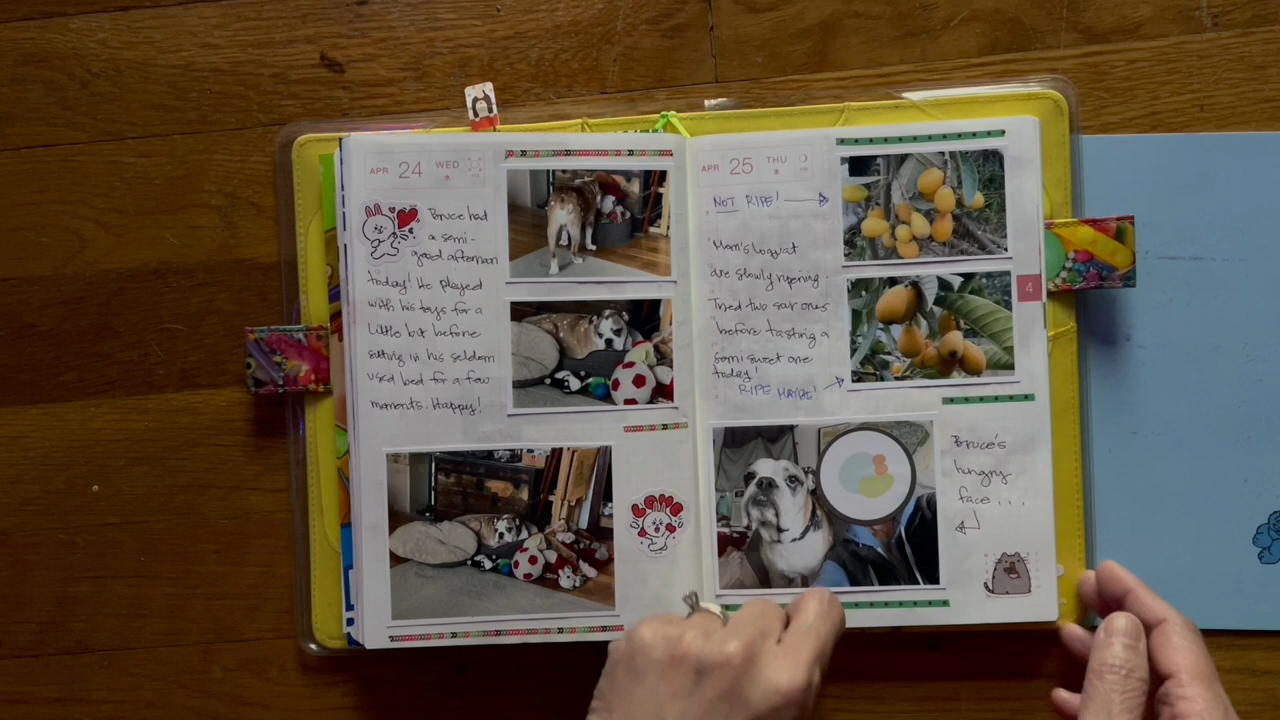 APR 24 WED
Bruce had
a semi-
good afternoon
today! He played
with his toys for a
little bit before
sitting in his seldom
used bed for a few
moments. Happy!
LOVE
APR 25 THU
NOT RIPE!
Mom's loquat
are slowly ripening.
Tried two sour ones
before tasting a
semi sweet one
today!
RIPE MAYBE!
4
Bruce's
hungry
face...